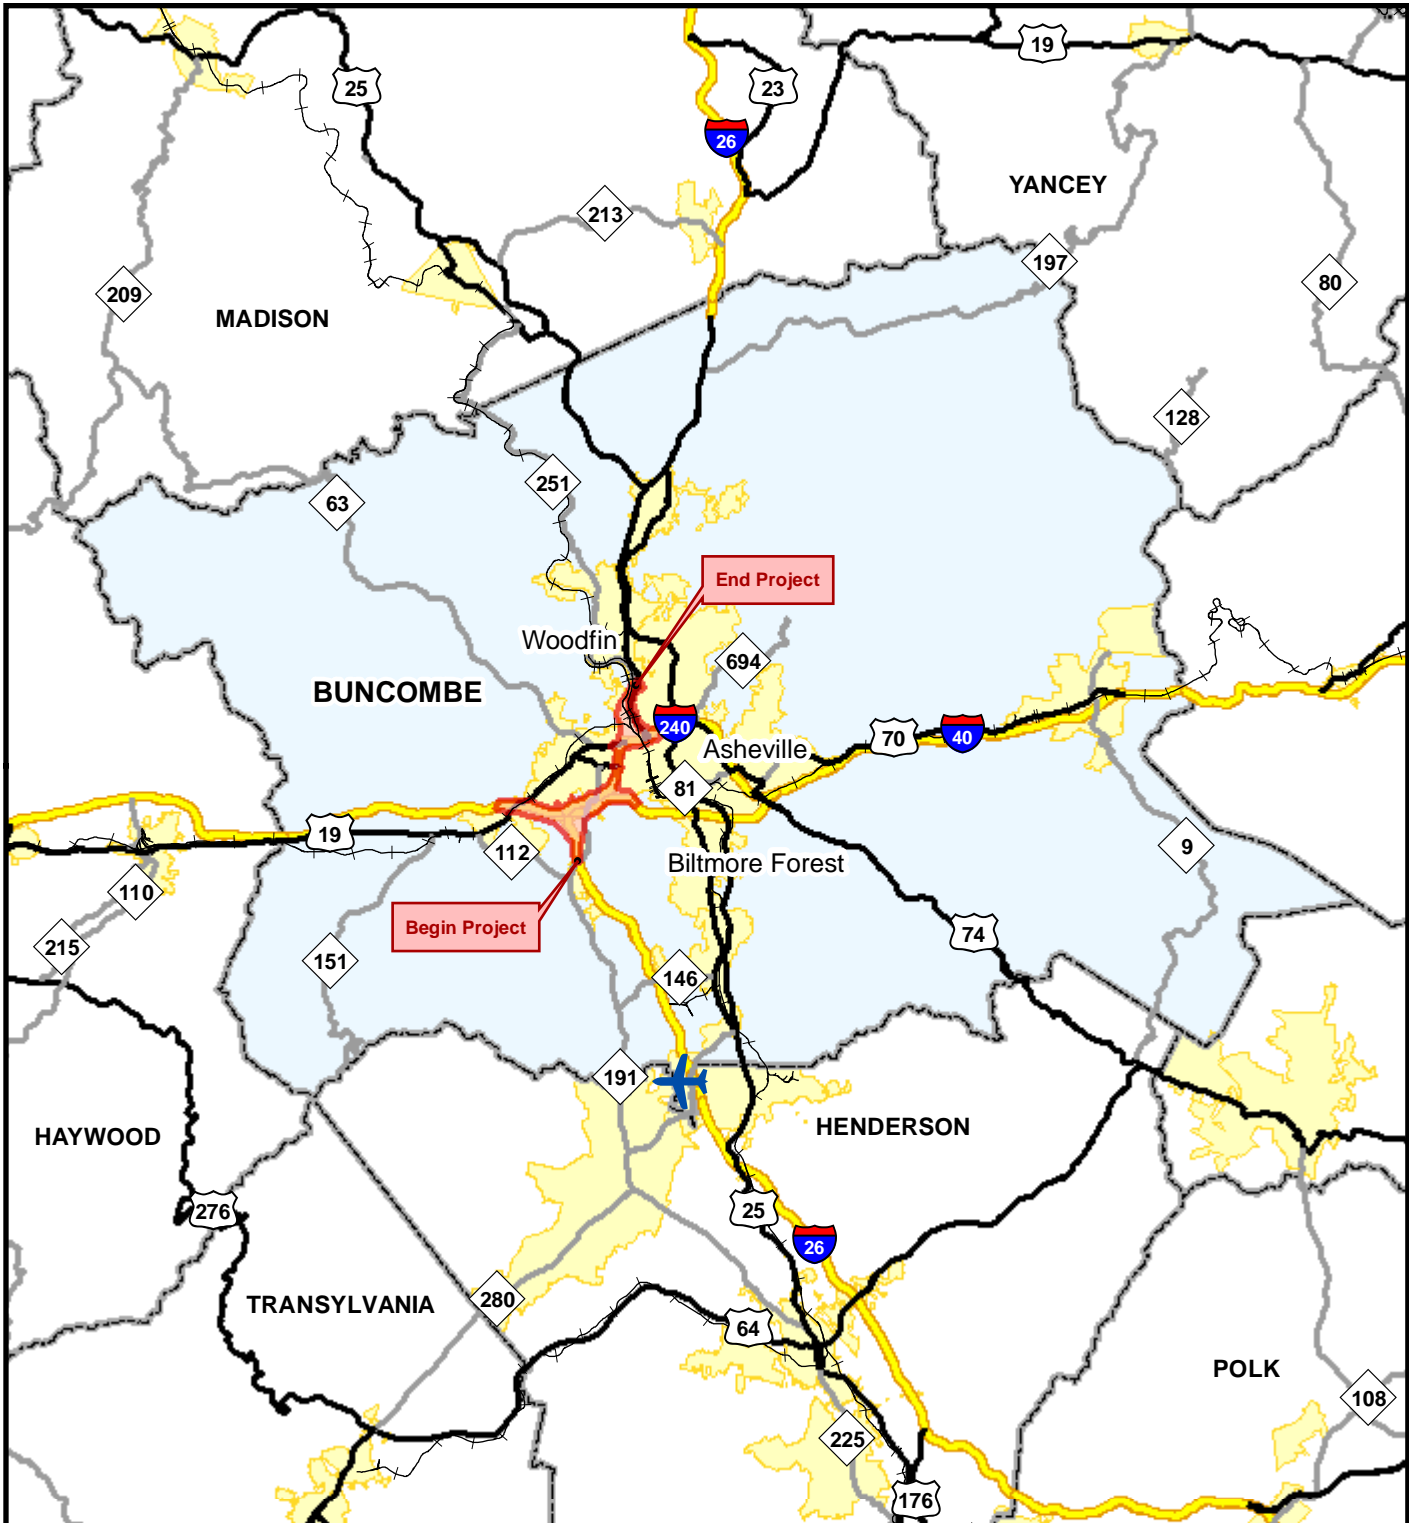 19
25
23
26
YANCEY
213
197
80
209
MADISON
128
251
63
End Project
Woodfin
694
BUNCOMBE
240
70
40
Asheville
81
19
112
9
Biltmore Forest
110
Begin Project
74
215
151
146
191
HENDERSON
HAYWOOD
276
25
26
280
TRANSYLVANIA
64
POLK
108
225
176